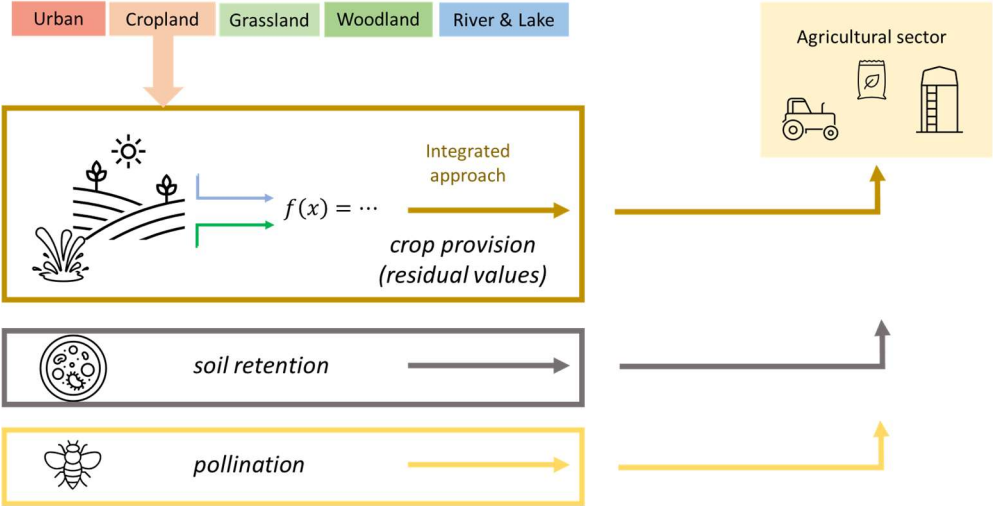 Urban
Cropland
Grassland
Woodland
River & Lake
Agricultural sector
Integrated
approach
f(x) = ⋯
crop provision
(residual values)
soil retention
pollination